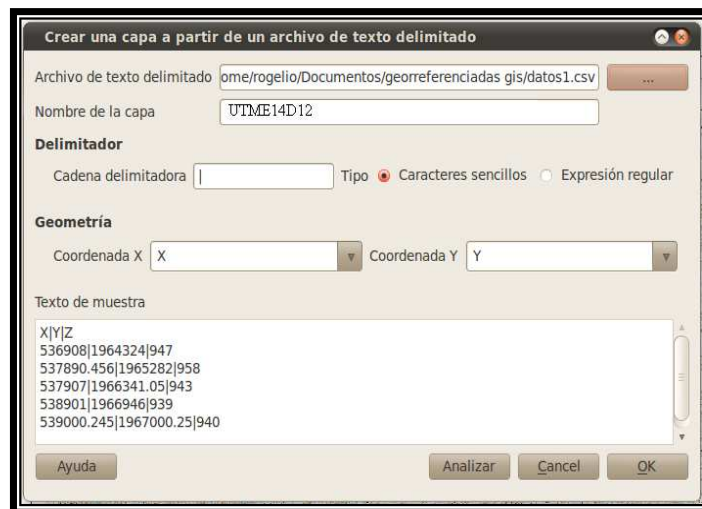 Crear una capa a partir de un archivo de texto delimitado
Archivo de texto delimitado ome/rogelio/Documentos/georreferenciadas gis/datos1.csv ...
Nombre de la capa UTME14D12
Delimitador
Cadena delimitadora | Tipo Caracteres sencillos Expresión regular
Geometría
Coordenada X X Coordenada Y Y
Texto de muestra
X|Y|Z
536908|1964324|947
537890.456|1965282|958
537907|1966341.05|943
538901|1966946|939
539000.245|1967000.25|940
Ayuda Analizar Cancel OK